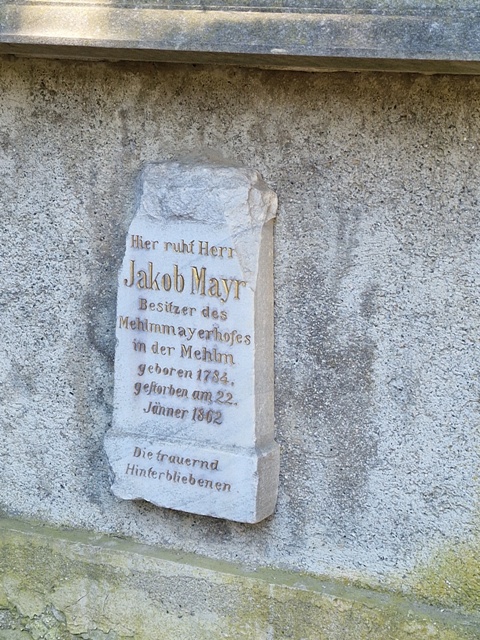 Hier ruht Herr
Jakob Mayr
Besitzer des
Mehlmmayerhofes
in der Mehlm
geboren 1784.
gestorben am 22.
Jänner 1862
Die trauernd
Hinterbliebenen